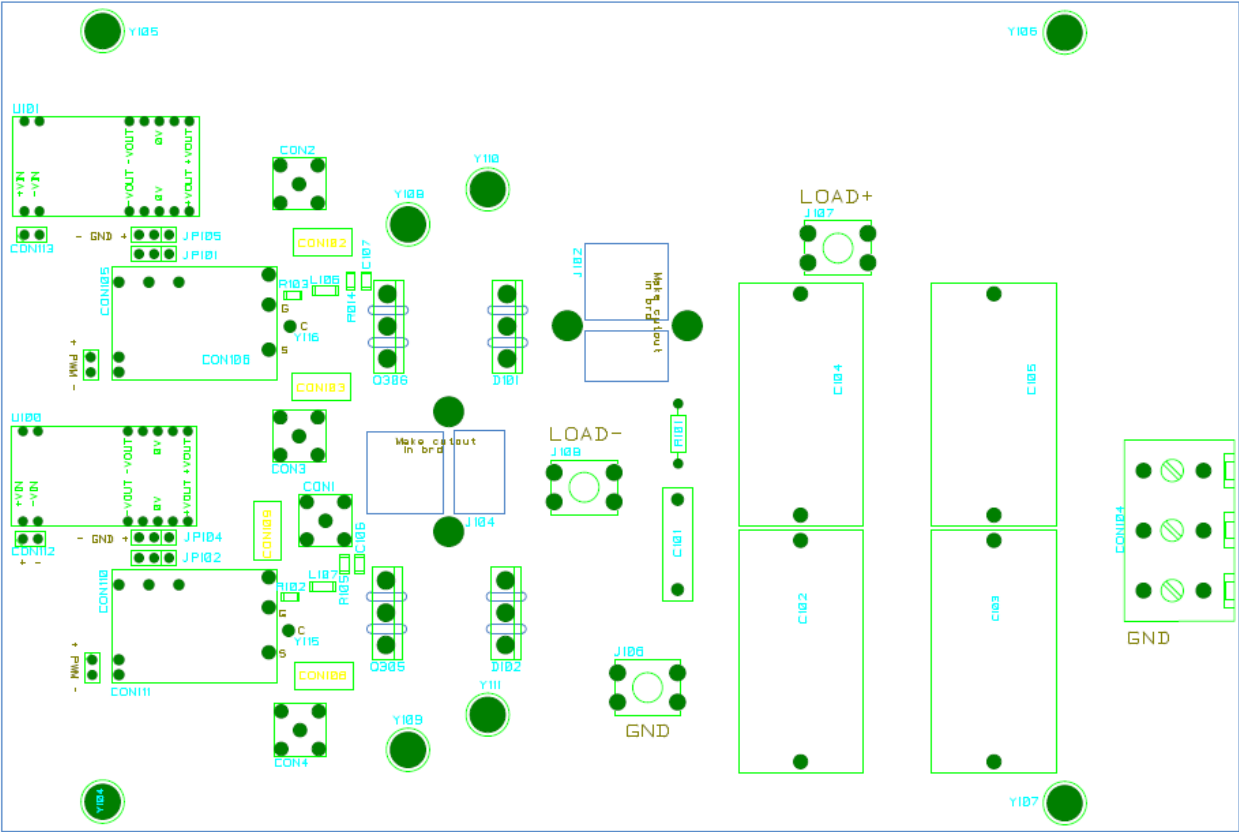 Y105
Y106
U101
+VIN
-VIN
-VOUT
-VOUT
0V
0V
+VOUT
+VOUT
CON2
Y110
Y108
LOAD+
J107
CON113
- GND +
JP105
JP101
CON102
C107
J102
Make cutout
in brd
CON105
R103
L106
R014
G
C
Y116
S
CON106
+ PWM -
CON103
Q306
D101
C104
C105
U100
+VIN
-VIN
-VOUT
-VOUT
0V
0V
+VOUT
+VOUT
CON3
Make cutout
in brd
LOAD-
J108
R101
CON1
CON109
C106
J104
C101
CON104
CON112
+ -
- GND +
JP104
JP102
CON110
R102
L107
R105
G
C
Y115
S
C102
C103
GND
+ PWM -
CON111
CON108
Q305
D102
J106
GND
Y111
Y109
CON4
Y104
Y107